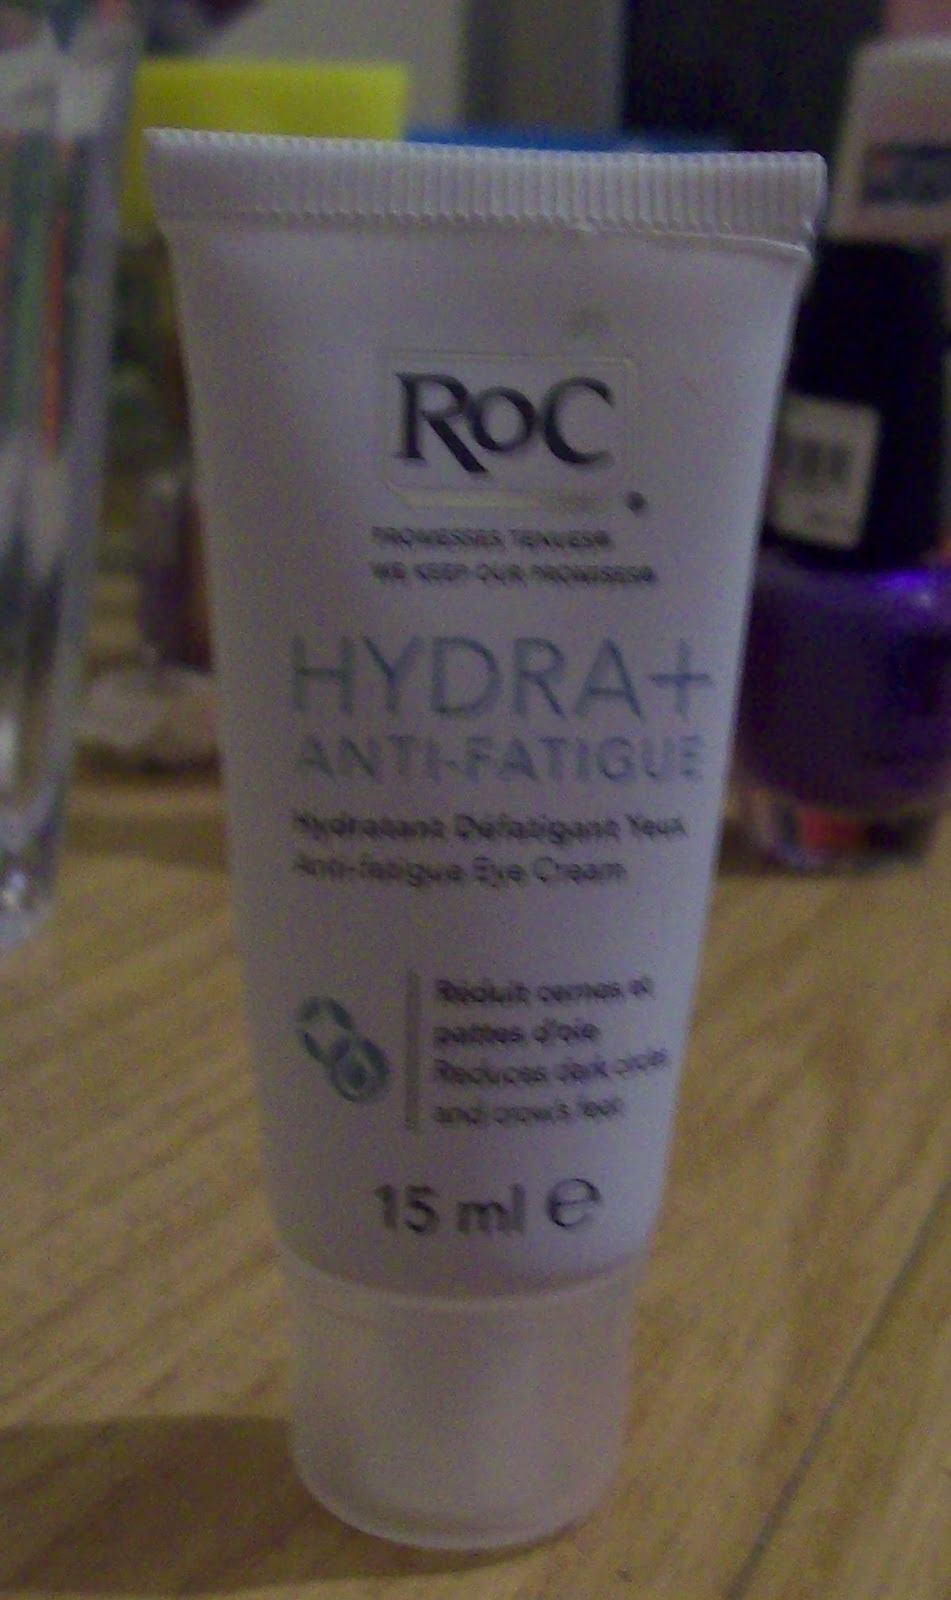 RoC
PROMESSES TENUES®
WE KEEP OUR PROMISES®
HYDRA+
ANTI-FATIGUE
Hydratant Défatigant Yeux
Anti-fatigue Eye Cream
Réduit cernes et
pattes d'oie
Reduces dark circles
and crow's feet
15 ml ℮